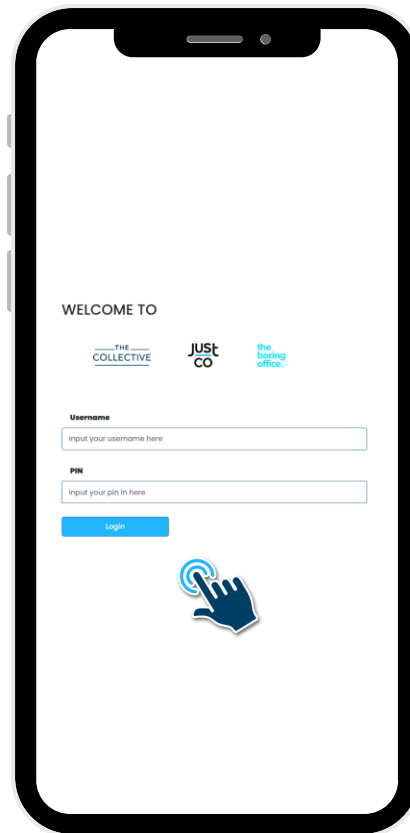 WELCOME TO
THE
COLLECTIVE
JUST
CO
the
boring
office.
Username
input your username here
PIN
input your pin in here
Login